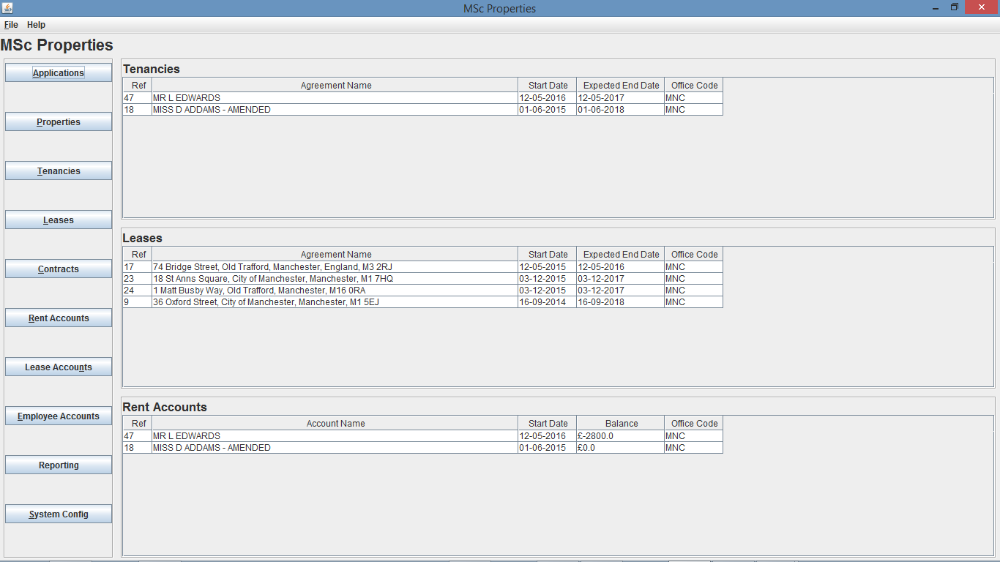 MSc Properties
File Help
MSc Properties
Applications
Properties
Tenancies
Leases
Contracts
Rent Accounts
Lease Accounts
Employee Accounts
Reporting
System Config
Tenancies
Ref Agreement Name Start Date Expected End Date Office Code
47 MR L EDWARDS 12-05-2016 12-05-2017 MNC
18 MISS D ADDAMS - AMENDED 01-06-2015 01-06-2018 MNC
Leases
Ref Agreement Name Start Date Expected End Date Office Code
17 74 Bridge Street, Old Trafford, Manchester, England, M3 2RJ 12-05-2015 12-05-2016 MNC
23 18 St Anns Square, City of Manchester, Manchester, M1 7HQ 03-12-2015 03-12-2017 MNC
24 1 Matt Busby Way, Old Trafford, Manchester, M16 0RA 03-12-2015 03-12-2017 MNC
9 36 Oxford Street, City of Manchester, Manchester, M1 5EJ 16-09-2014 16-09-2018 MNC
Rent Accounts
Ref Account Name Start Date Balance Office Code
47 MR L EDWARDS 12-05-2016 £-2800.0 MNC
18 MISS D ADDAMS - AMENDED 01-06-2015 £0.0 MNC